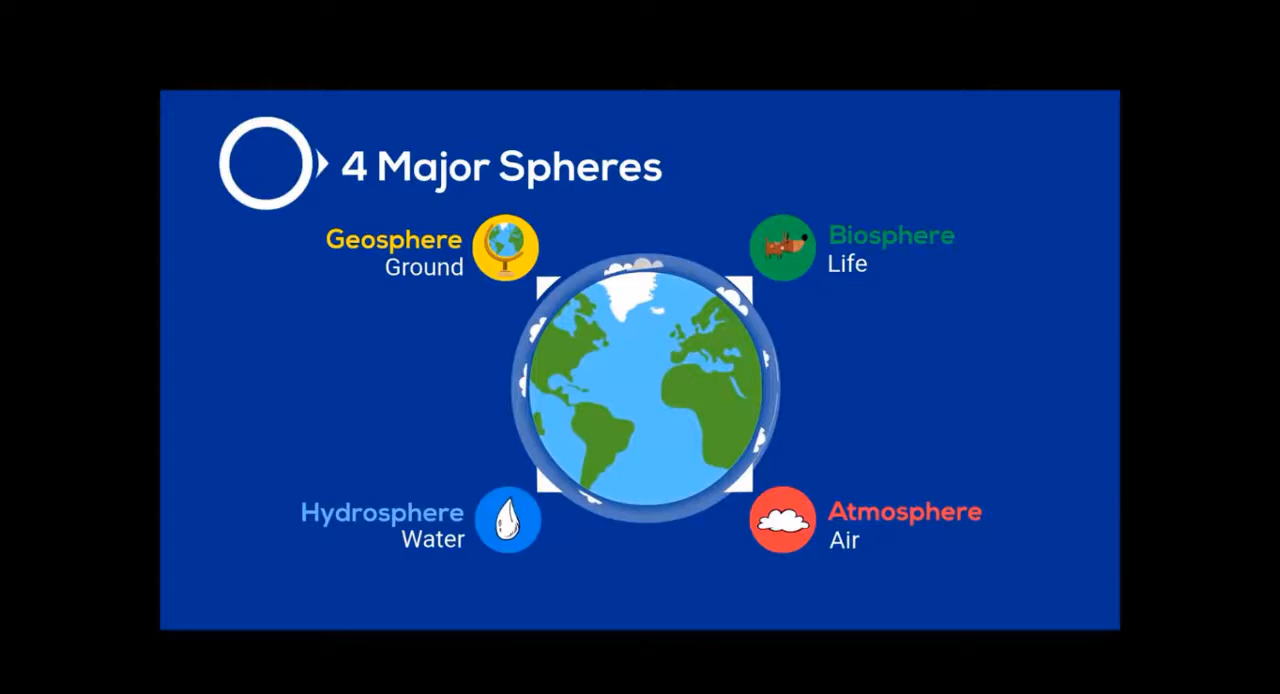 4 Major Spheres
Geosphere
Ground
Biosphere
Life
Hydrosphere
Water
Atmosphere
Air